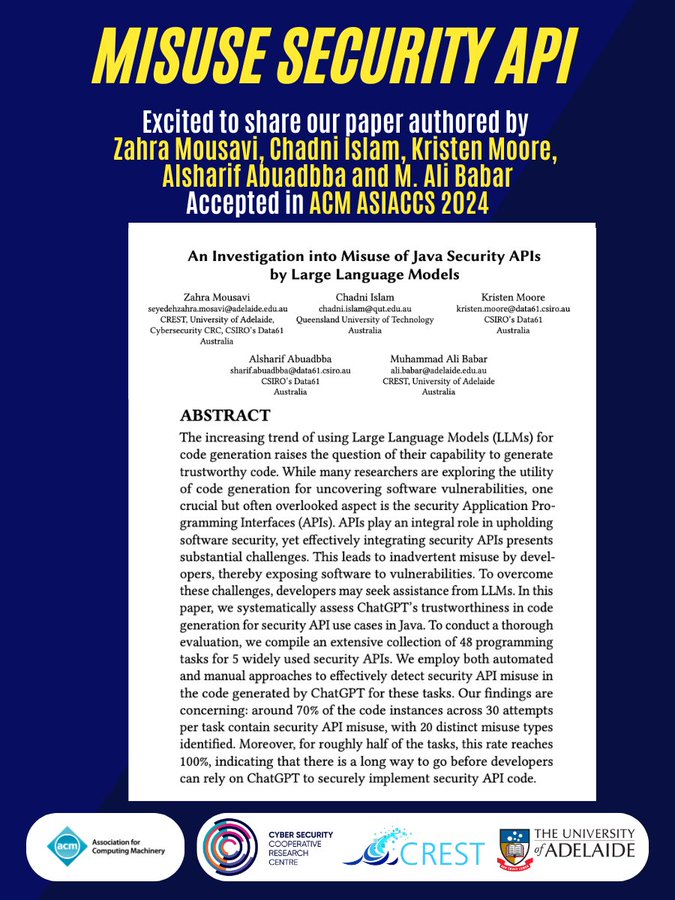 MISUSE SECURITY API
Excited to share our paper authored by
Zahra Mousavi, Chadni Islam, Kristen Moore,
Alsharif Abuadbba and M. Ali Babar
Accepted in ACM ASIACCS 2024
An Investigation into Misuse of Java Security APIs
by Large Language Models
Zahra Mousavi
seyedehzahra.mosavi@adelaide.edu.au
CREST, University of Adelaide,
Cybersecurity CRC, CSIRO's Data61
Australia
Chadni Islam
chadni.islam@qut.edu.au
Queensland University of Technology
Australia
Kristen Moore
kristen.moore@data61.csiro.au
CSIRO's Data61
Australia
Alsharif Abuadbba
sharif.abuadbba@data61.csiro.au
CSIRO's Data61
Australia
Muhammad Ali Babar
ali.babar@adelaide.edu.au
CREST, University of Adelaide
Australia
ABSTRACT
The increasing trend of using Large Language Models (LLMs) for
code generation raises the question of their capability to generate
trustworthy code. While many researchers are exploring the utility
of code generation for uncovering software vulnerabilities, one
crucial but often overlooked aspect is the security Application Pro-
gramming Interfaces (APIs). APIs play an integral role in upholding
software security, yet effectively integrating security APIs presents
substantial challenges. This leads to inadvertent misuse by devel-
opers, thereby exposing software to vulnerabilities. To overcome
these challenges, developers may seek assistance from LLMs. In this
paper, we systematically assess ChatGPT's trustworthiness in code
generation for security API use cases in Java. To conduct a thorough
evaluation, we compile an extensive collection of 48 programming
tasks for 5 widely used security APIs. We employ both automated
and manual approaches to effectively detect security API misuse in
the code generated by ChatGPT for these tasks. Our findings are
concerning: around 70% of the code instances across 30 attempts
per task contain security API misuse, with 20 distinct misuse types
identified. Moreover, for roughly half of the tasks, this rate reaches
100%, indicating that there is a long way to go before developers
can rely on ChatGPT to securely implement security API code.
acm
Association for
Computing Machinery
CYBER SECURITY
COOPERATIVE
RESEARCH
CENTRE
CREST
THE UNIVERSITY
of ADELAIDE